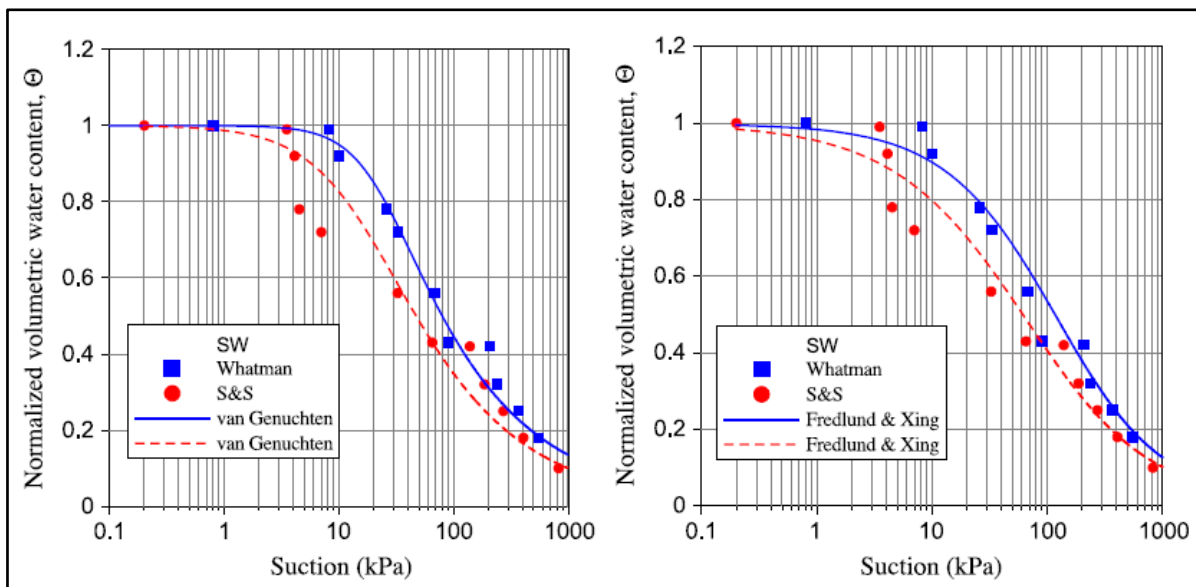 Normalized volumetric water content, Θ
1.2
1
0.8
0.6
0.4
0.2
0
SW
Whatman
S&S
van Genuchten
van Genuchten
0.1 1 10 100 1000
Suction (kPa)
Normalized volumetric water content, Θ
1.2
1
0.8
0.6
0.4
0.2
0
SW
Whatman
S&S
Fredlund & Xing
Fredlund & Xing
0.1 1 10 100 1000
Suction (kPa)